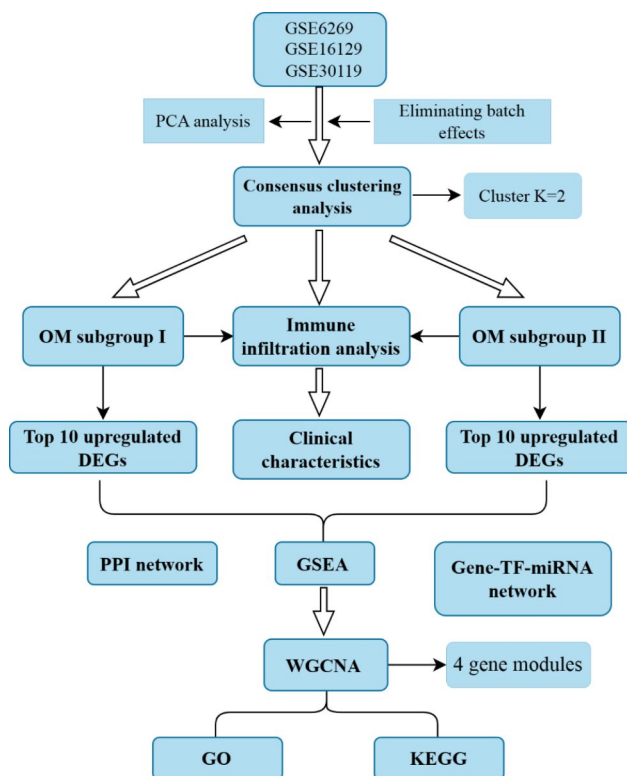 GSE6269
GSE16129
GSE30119
PCA analysis
Eliminating batch
effects
Consensus clustering
analysis
Cluster K=2
OM subgroup I
Immune
infiltration analysis
OM subgroup II
Top 10 upregulated
DEGs
Clinical
characteristics
Top 10 upregulated
DEGs
PPI network
GSEA
Gene-TF-miRNA
network
WGCNA
4 gene modules
GO
KEGG